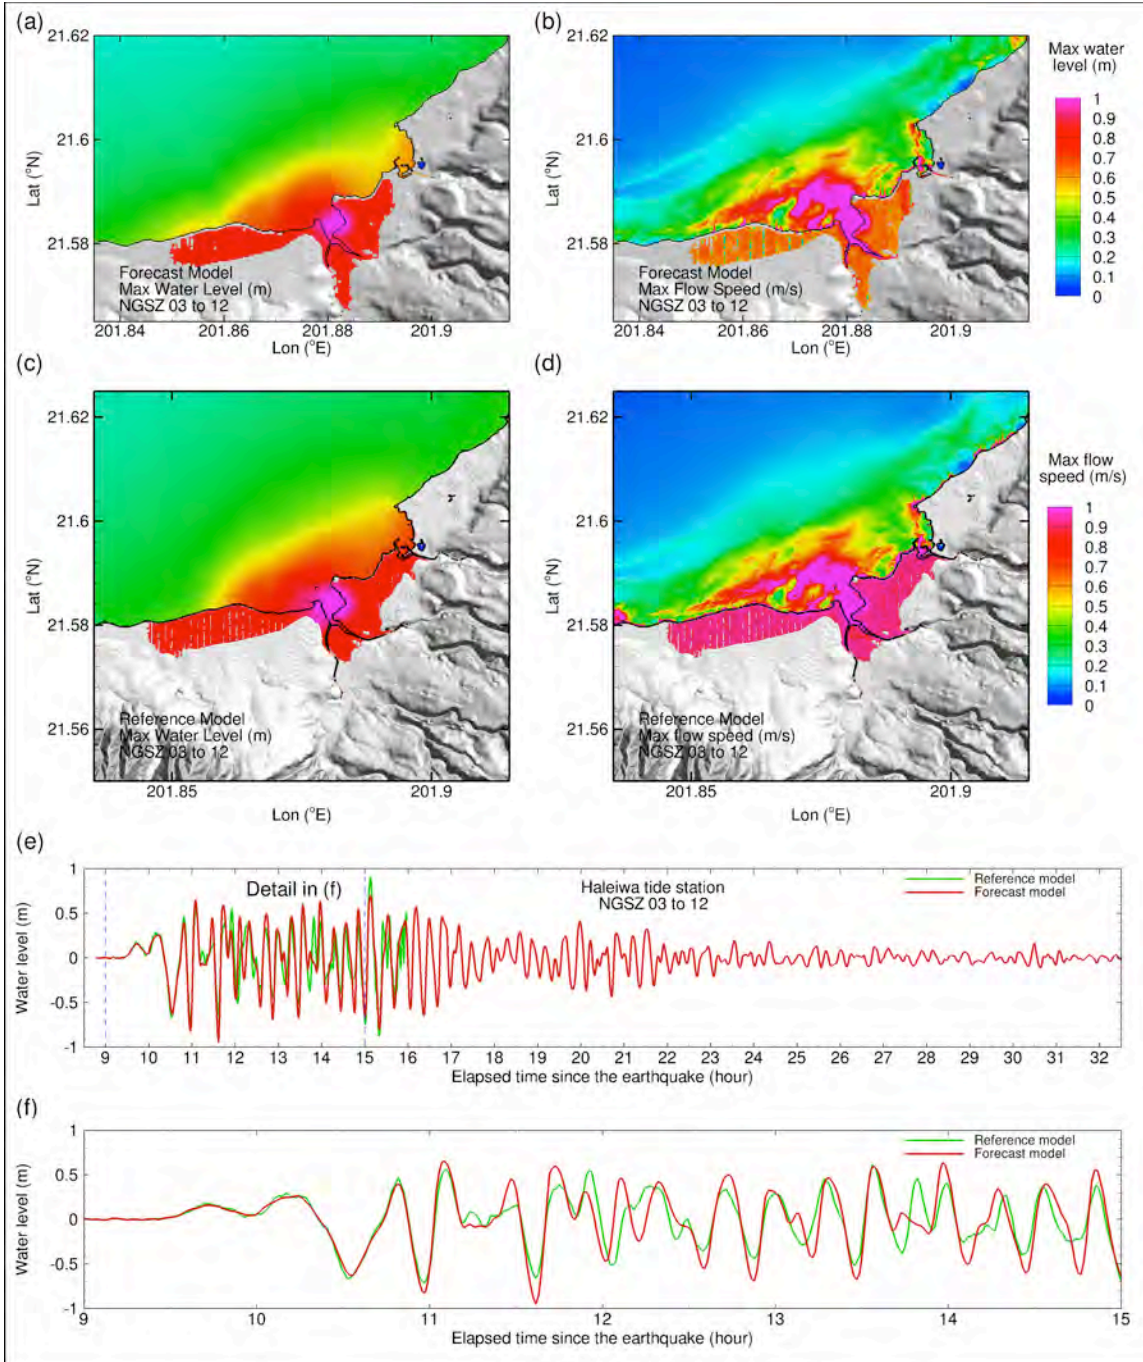 (a)
21.62
21.6
21.58
Lat (°N)
Forecast Model
Max Water Level (m)
NGSZ 03 to 12
201.84
201.86
201.88
201.9
Lon (°E)
(b)
21.62
21.6
21.58
Lat (°N)
Forecast Model
Max Flow Speed (m/s)
NGSZ 03 to 12
201.84
201.86
201.88
201.9
Lon (°E)
Max water
level (m)
1
0.9
0.8
0.7
0.6
0.5
0.4
0.3
0.2
0.1
0
(c)
21.62
21.6
21.58
21.56
Lat (°N)
Reference Model
Max Water Level (m)
NGSZ 03 to 12
201.85
201.9
Lon (°E)
(d)
21.62
21.6
21.58
21.56
Lat (°N)
Reference Model
Max flow speed (m/s)
NGSZ 03 to 12
201.85
201.9
Lon (°E)
Max flow
speed (m/s)
1
0.9
0.8
0.7
0.6
0.5
0.4
0.3
0.2
0.1
0
(e)
1
0.5
0
-0.5
-1
Water level (m)
Detail in (f)
Haleiwa tide station
NGSZ 03 to 12
Reference model
Forecast model
9 10 11 12 13 14 15 16 17 18 19 20 21 22 23 24 25 26 27 28 29 30 31 32
Elapsed time since the earthquake (hour)
(f)
1
0.5
0
-0.5
-1
Water level (m)
Reference model
Forecast model
9 10 11 12 13 14 15
Elapsed time since the earthquake (hour)